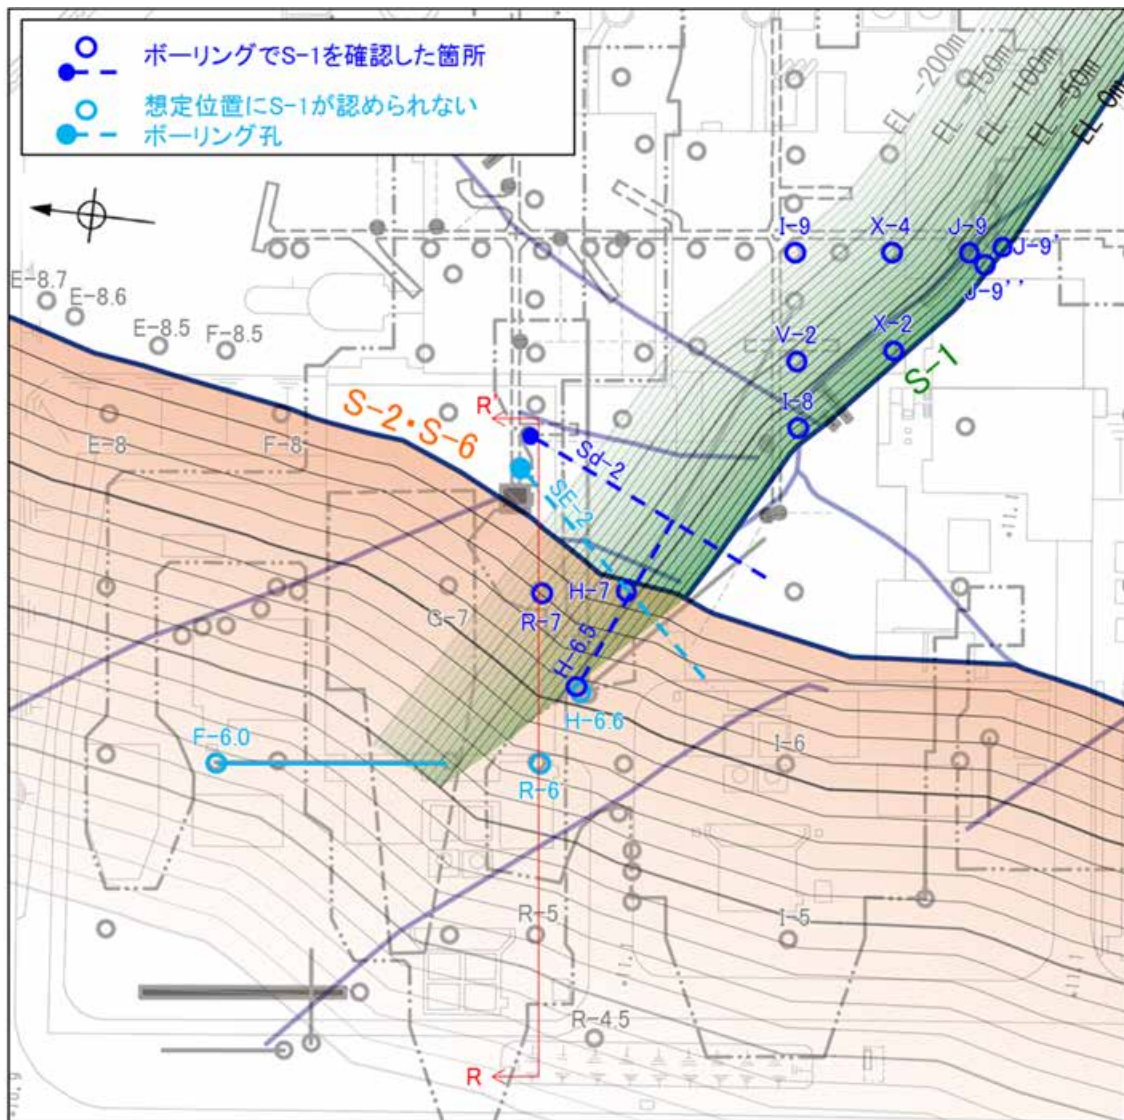 ボーリングでS-1を確認した箇所
想定位置にS-1が認められない
ボーリング孔
EL -200m
EL -150m
EL -100m
EL -50m
EL 0m
I-9
X-4
J-9
J-9'
J-9''
E-8.7
E-8.6
E-8.5
F-8.5
V-2
X-2
S-1
I-8
S-2・S-6
R'
E-8
F-8
Sd-2
SE-2
G-7
R-7
H-7
H-6.5
H-6.6
F-6.0
R-6
I-6
R-5
I-5
R-4.5
R